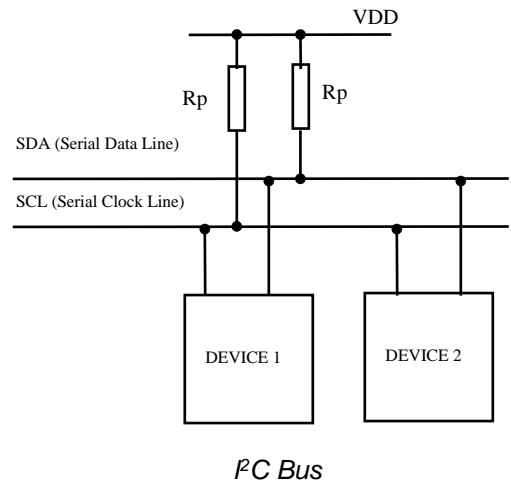 VDD
Rp
Rp
SDA (Serial Data Line)
SCL (Serial Clock Line)
DEVICE 1
DEVICE 2
I²C Bus